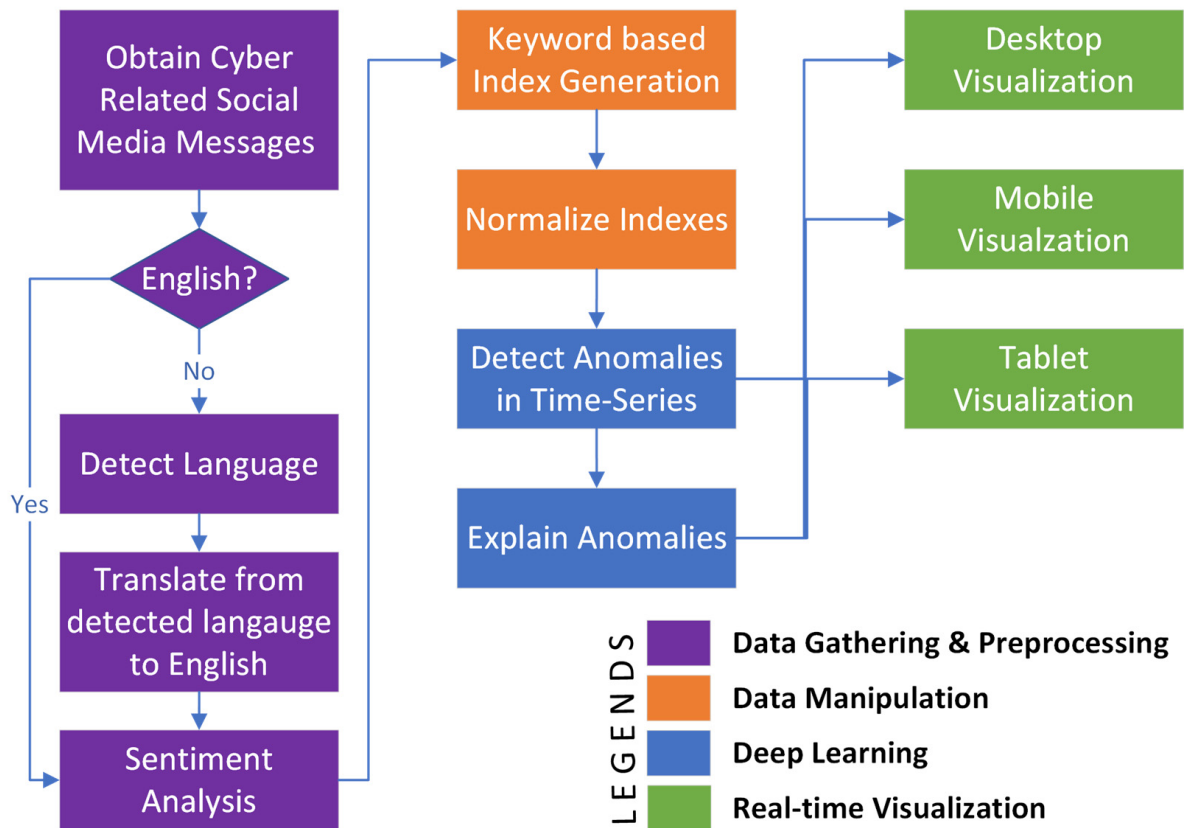 Obtain Cyber
Related Social
Media Messages
English?
No
Yes
Detect Language
Translate from
detected langauge
to English
Sentiment
Analysis
Keyword based
Index Generation
Normalize Indexes
Detect Anomalies
in Time-Series
Explain Anomalies
Desktop
Visualization
Mobile
Visualzation
Tablet
Visualization
LEGENDS
Data Gathering & Preprocessing
Data Manipulation
Deep Learning
Real-time Visualization